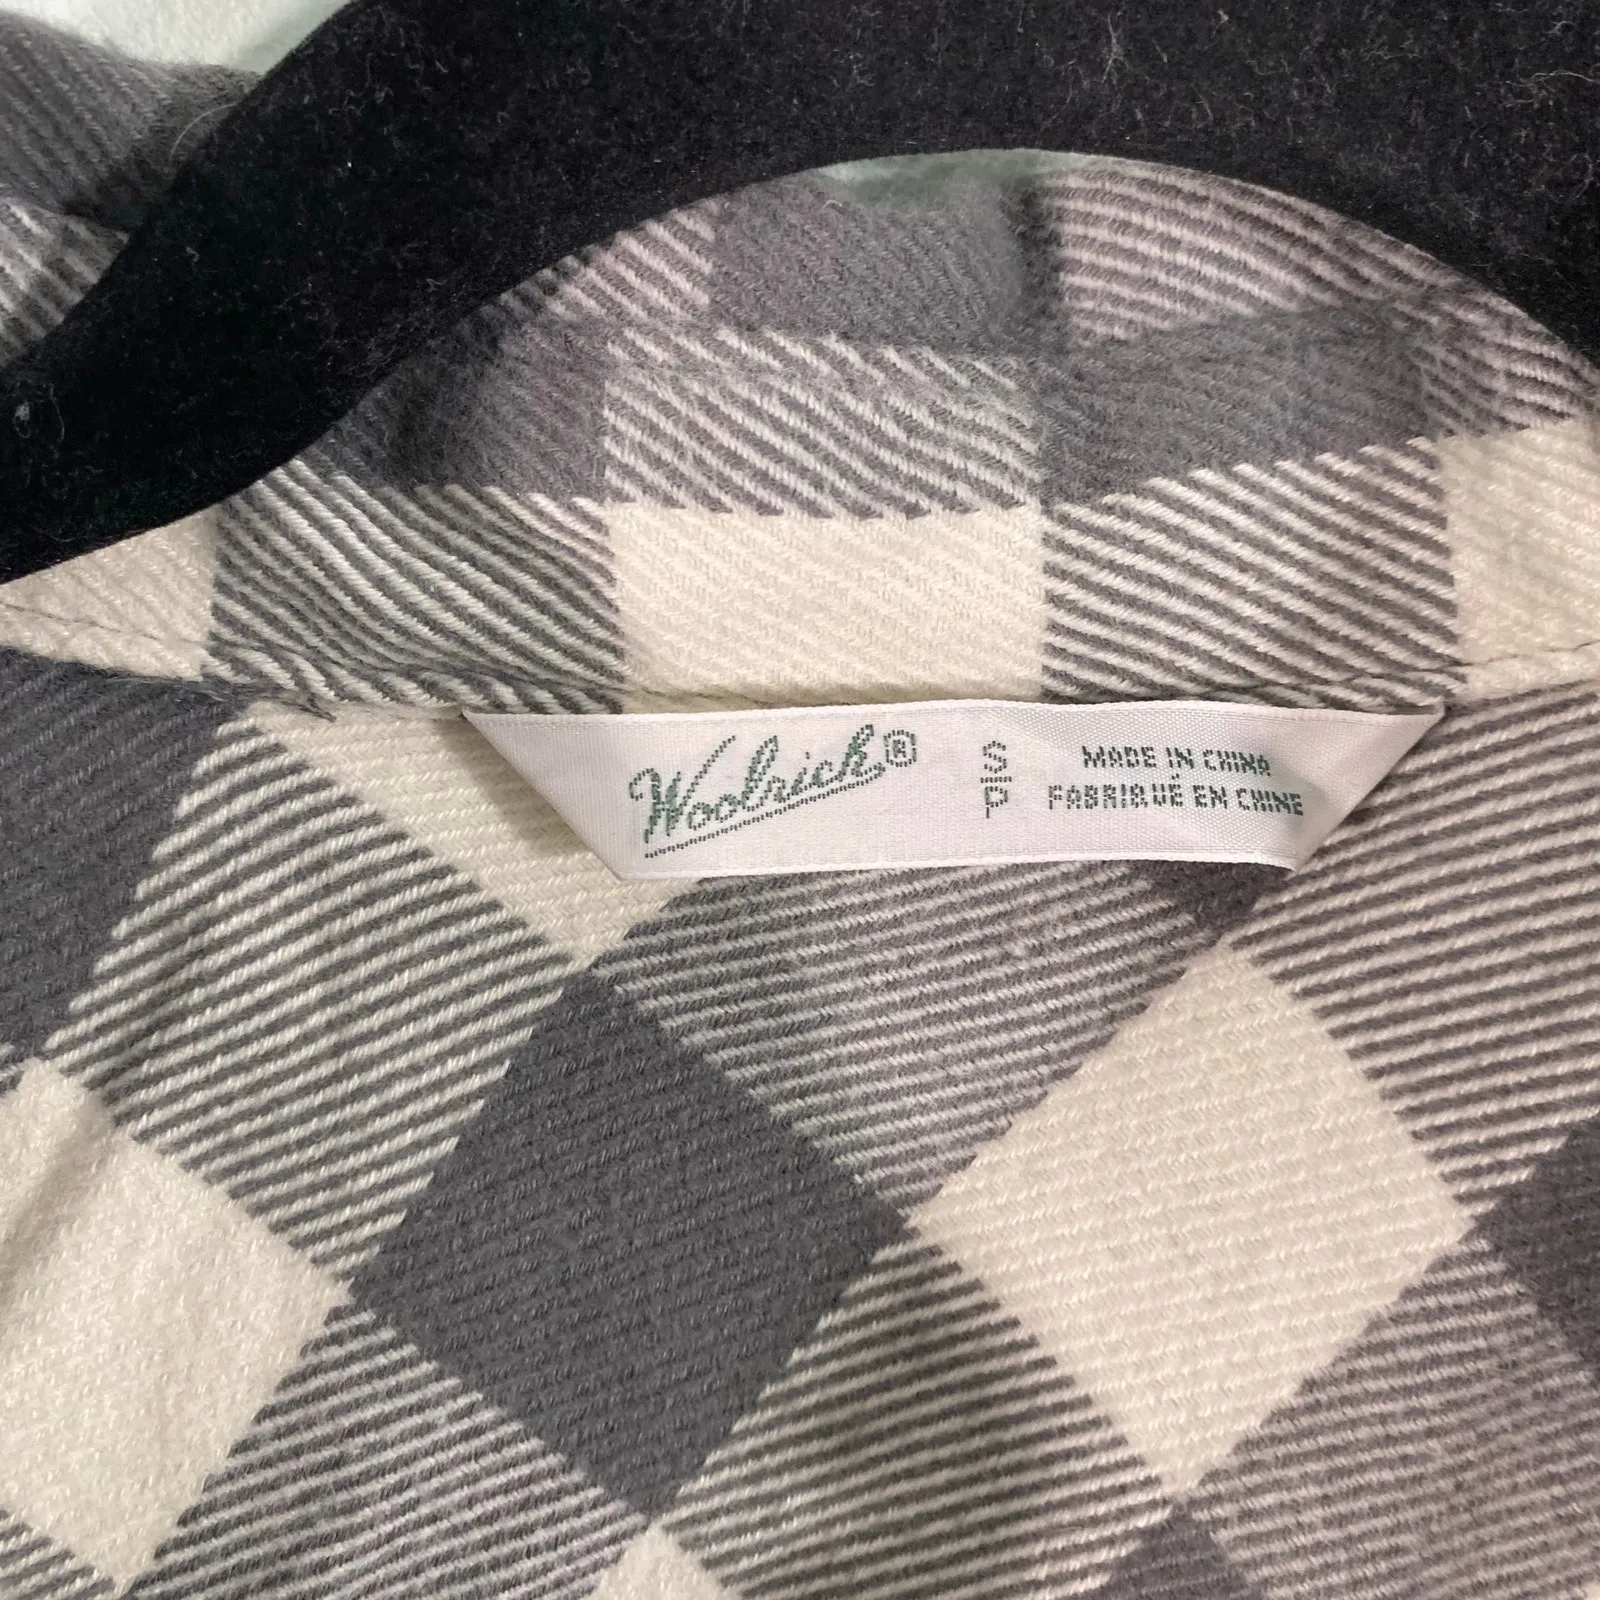 Woolrich®
S
P
MADE IN CHINA
FABRIQUÉ EN CHINE